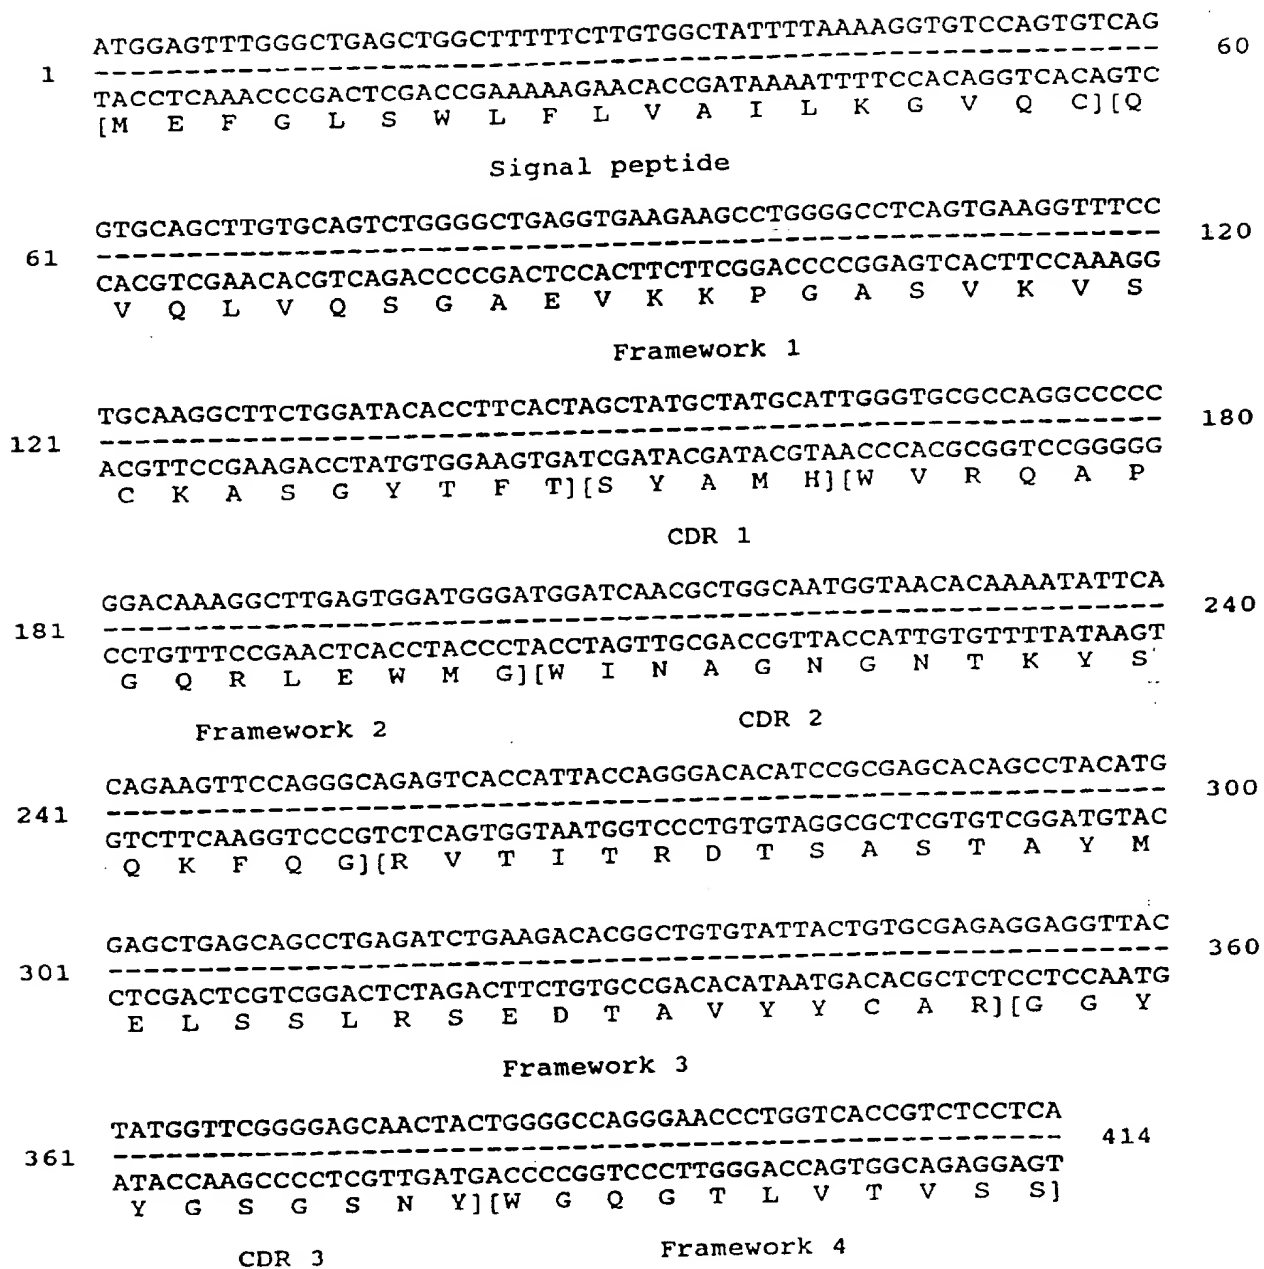 ATGGAGTTTGGGCTGAGCTGGCTTTTTCTTGTGGCTATTTTAAAAGGTGTCCAGTGTCAG
1 ------------------------------------------------------------ 60
TACCTCAAACCCGACTCGACCGAAAAAGAACACCGATAAAATTTTCCACAGGTCACAGTC
[M E F G L S W L F L V A I L K G V Q C][Q
Signal peptide
GTGCAGCTTGTGCAGTCTGGGGCTGAGGTGAAGAAGCCTGGGGCCTCAGTGAAGGTTTCC
61 ------------------------------------------------------------ 120
CACGTCGAACACGTCAGACCCCGACTCCACTTCTTCGGACCCCGGAGTCACTTCCAAAGG
V Q L V Q S G A E V K K P G A S V K V S
Framework 1
TGCAAGGCTTCTGGATACACCTTCACTAGCTATGCTATGCATTGGGTGCGCCAGGCCCCC
121 ------------------------------------------------------------ 180
ACGTTCCGAAGACCTATGTGGAAGTGATCGATACGATACGTAACCCACGCGGTCCGGGGG
C K A S G Y T F T][S Y A M H][W V R Q A P
CDR 1
GGACAAAGGCTTGAGTGGATGGGATGGATCAACGCTGGCAATGGTAACACAAAATATTCA
181 ------------------------------------------------------------ 240
CCTGTTTCCGAACTCACCTACCCTACCTAGTTGCGACCGTTACCATTGTGTTTTATAAGT
G Q R L E W M G][W I N A G N G N T K Y S
Framework 2 CDR 2
CAGAAGTTCCAGGGCAGAGTCACCATTACCAGGGACACATCCGCGAGCACAGCCTACATG
241 ------------------------------------------------------------ 300
GTCTTCAAGGTCCCGTCTCAGTGGTAATGGTCCCTGTGTAGGCGCTCGTGTCGGATGTAC
Q K F Q G][R V T I T R D T S A S T A Y M
GAGCTGAGCAGCCTGAGATCTGAAGACACGGCTGTGTATTACTGTGCGAGAGGAGGTTAC
301 ------------------------------------------------------------ 360
CTCGACTCGTCGGACTCTAGACTTCTGTGCCGACACATAATGACACGCTCTCCTCCAATG
E L S S L R S E D T A V Y Y C A R][G G Y
Framework 3
TATGGTTCGGGGAGCAACTACTGGGGCCAGGGAACCCTGGTCACCGTCTCCTCA
361 ------------------------------------------------------ 414
ATACCAAGCCCCTCGTTGATGACCCCGGTCCCTTGGGACCAGTGGCAGAGGAGT
Y G S G S N Y][W G Q G T L V T V S S]
CDR 3 Framework 4